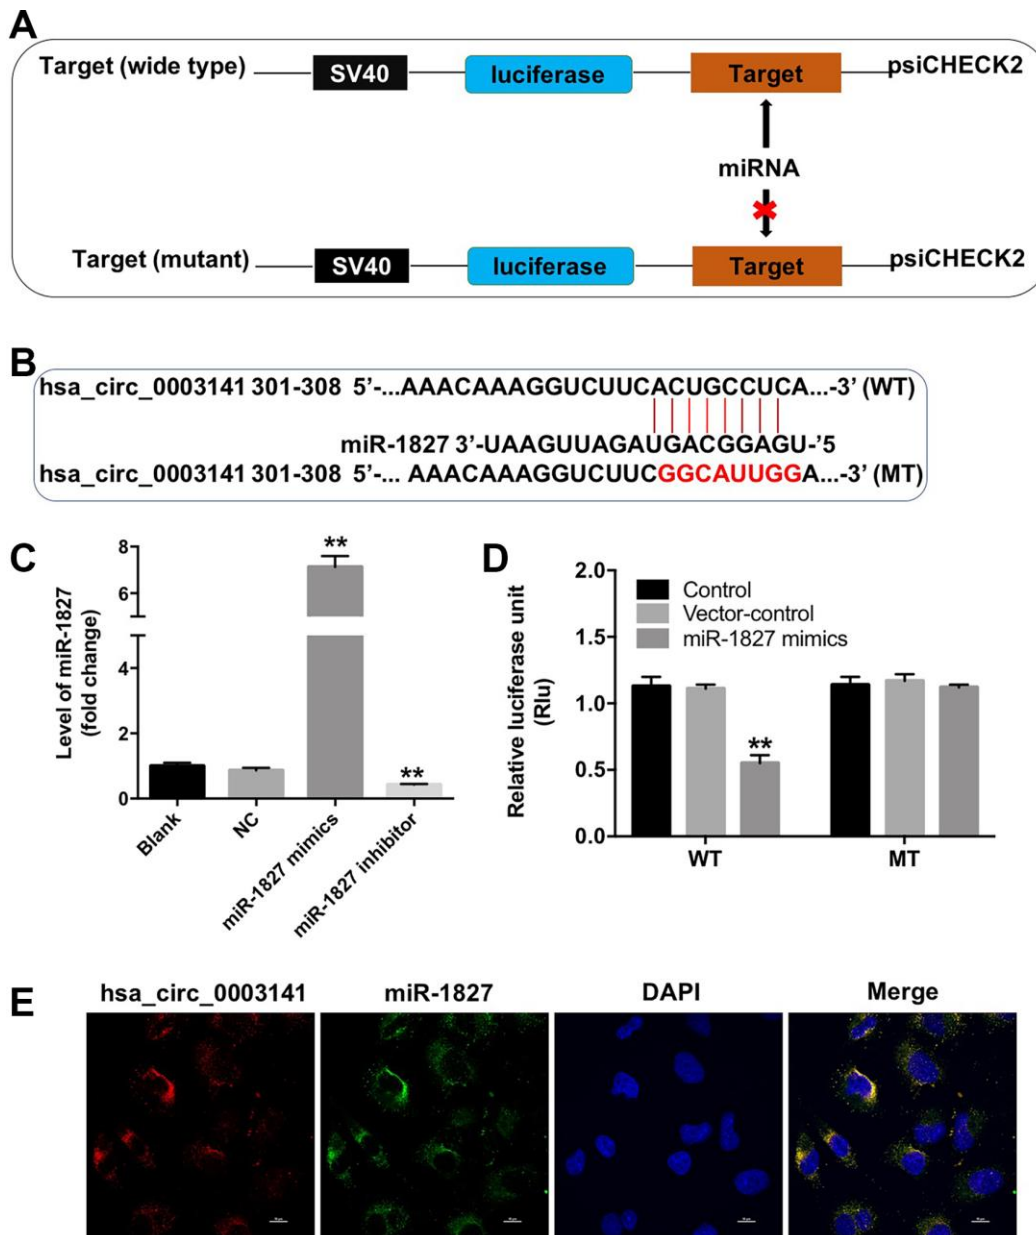 A
Target (wide type) SV40 luciferase Target psiCHECK2
miRNA
Target (mutant) SV40 luciferase Target psiCHECK2
B
hsa_circ_0003141 301-308 5’-...AAACAAAGGUCUUCACUGCCUCA...-3’ (WT)
miR-1827 3’-UAAGUUAGAUGACGGAGU-’5
hsa_circ_0003141 301-308 5’-... AAACAAAGGUCUUCGGCAUUGGA...-3’ (MT)
C
Level of miR-1827
(fold change)
8
6
4
2
0
**
**
Blank
NC
miR-1827 mimics
miR-1827 inhibitor
D
Relative luciferase unit
(Rlu)
2.0
1.5
1.0
0.5
0.0
Control
Vector-control
miR-1827 mimics
**
WT MT
E
hsa_circ_0003141 miR-1827 DAPI Merge